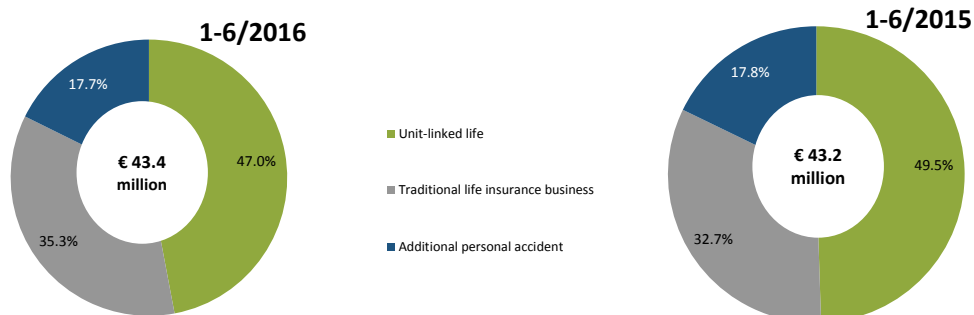 1-6/2016
17.7%
47.0%
35.3%
€ 43.4
million
Unit-linked life
Traditional life insurance business
Additional personal accident
1-6/2015
17.8%
49.5%
32.7%
€ 43.2
million